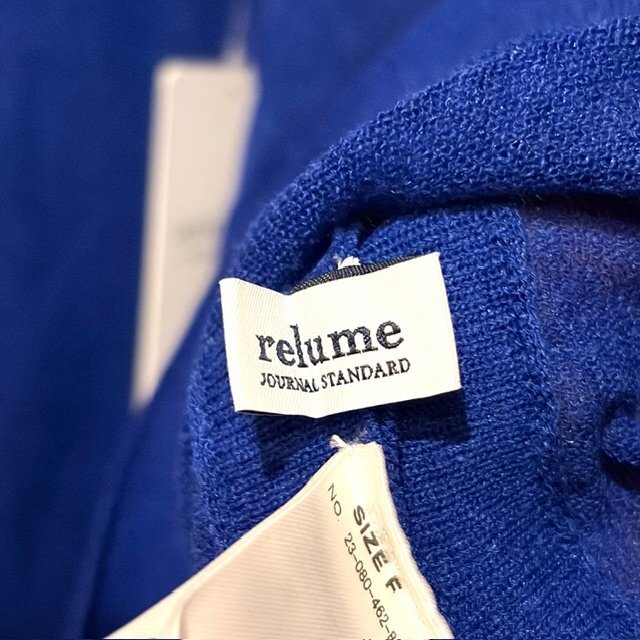 relume
JOURNAL STANDARD
SIZE F
NO. 23-080-462-8